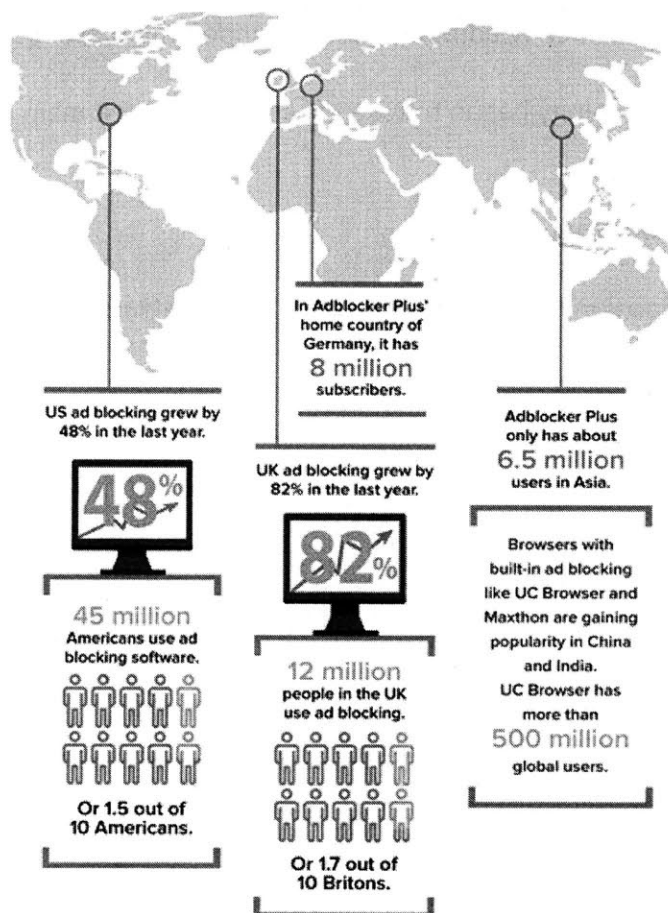 In Adblocker Plus'
home country of
Germany, it has
8 million
subscribers.
US ad blocking grew by
48% in the last year.
48%
45 million
Americans use ad
blocking software.
Or 1.5 out of
10 Americans.
UK ad blocking grew by
82% in the last year.
82%
12 million
people in the UK
use ad blocking.
Or 1.7 out of
10 Britons.
Adblocker Plus
only has about
6.5 million
users in Asia.
Browsers with
built-in ad blocking
like UC Browser and
Maxthon are gaining
popularity in China
and India.
UC Browser has
more than
500 million
global users.